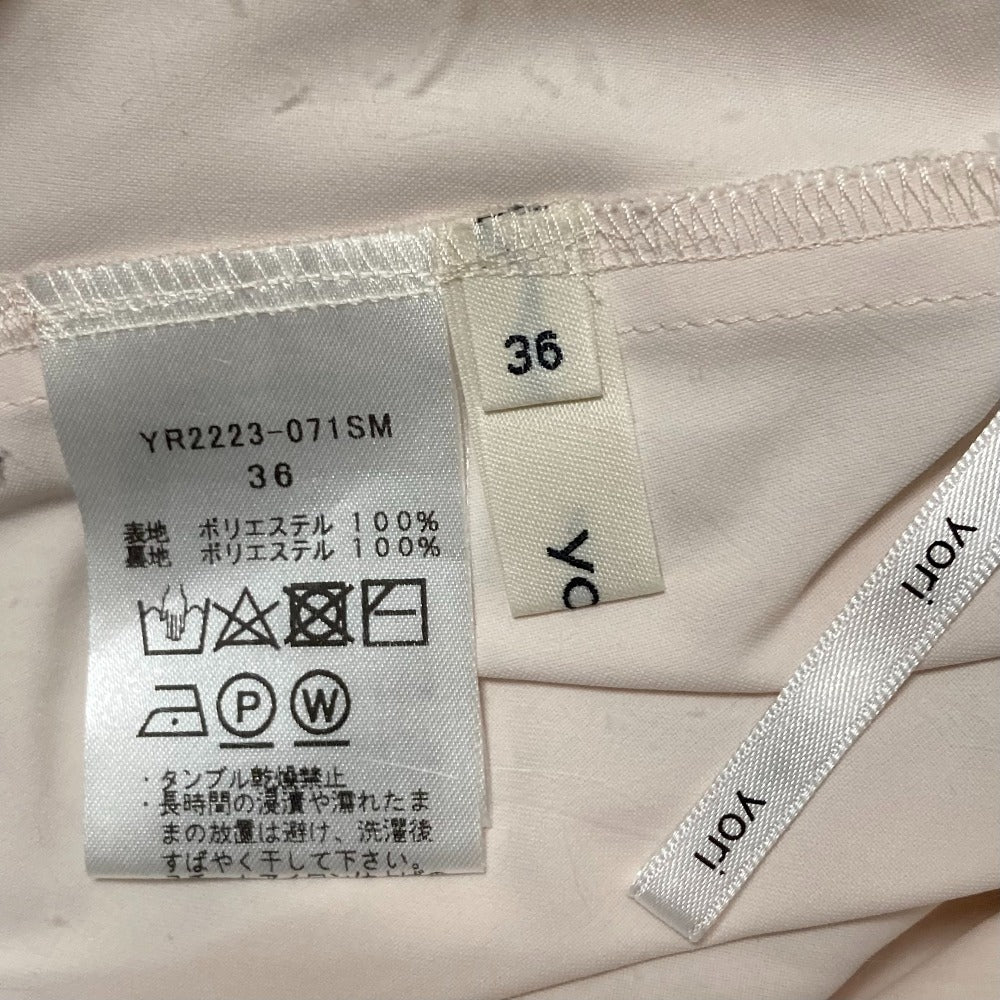 YR2223-071SM
36
表地 ポリエステル 100%
裏地 ポリエステル 100%
P W
・タンブル乾燥禁止
・長時間の浸漬や濡れたま
まの放置は避け、洗濯後
すばやく干して下さい。
36
yo
yori
yori